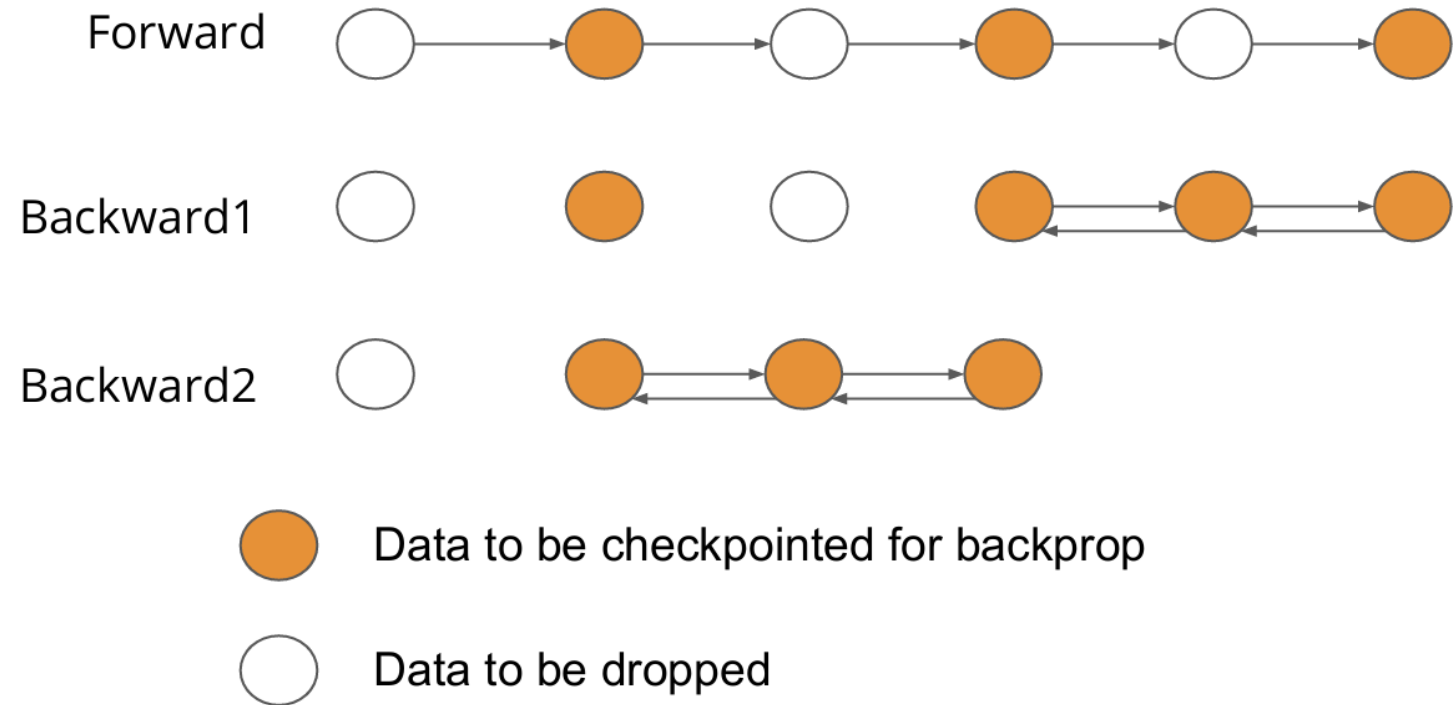 Forward
Backward1
Backward2
Data to be checkpointed for backprop
Data to be dropped